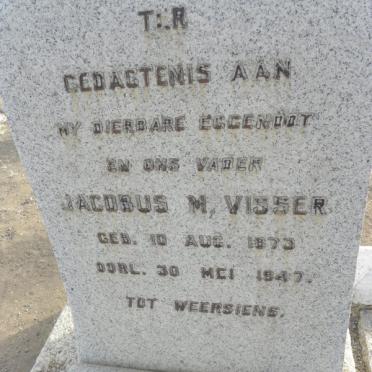 TER
GEDAGTENIS AAN
MY DIERBARE EGGENOOT
EN ONS VADER
JACOBUS M. VISSER
GEB. 10 AUG. 1873
OORL. 30 MEI 1947.
TOT WEERSIENS.